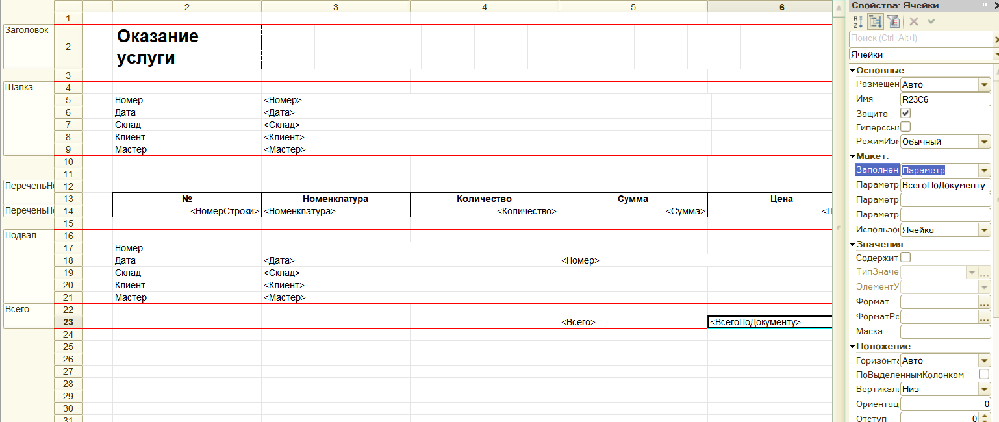 2 3 4 5 6
Свойства: Ячейки
1
Поиск (Ctrl+Alt+I)
Ячейки
Заголовок
2
Оказание
услуги
Основные:
Размещен Авто
Имя R23C6
Защита
Гиперссыл
РежимИзм Обычный
3
Шапка
4
5 Номер <Номер>
6 Дата <Дата>
7 Склад <Склад>
8 Клиент <Клиент>
9 Мастер <Мастер>
10
11
Макет:
Заполнен Параметр
Параметр ВсегоПоДокументу
Параметр
Параметр
Использо Ячейка
ПереченьНо
12
13 № Номенклатура Количество Сумма Цена
ПереченьНо
14 <НомерСтроки> <Номенклатура> <Количество> <Сумма> <Ц
15
Подвал
16
17 Номер
18 Дата <Дата> <Номер>
19 Склад <Склад>
20 Клиент <Клиент>
21 Мастер <Мастер>
Значения:
Содержит
ТипЗначе ...
ЭлементУ
Формат ...
ФорматРе ...
Маска
Всего
22
23 <Всего> <ВсегоПоДокументу>
24
25
26
27
28
29
30
31
Положение:
Горизонта Авто
ПоВыделеннымКолонкам
Вертикаль Низ
Ориентац 0
Отступ 0